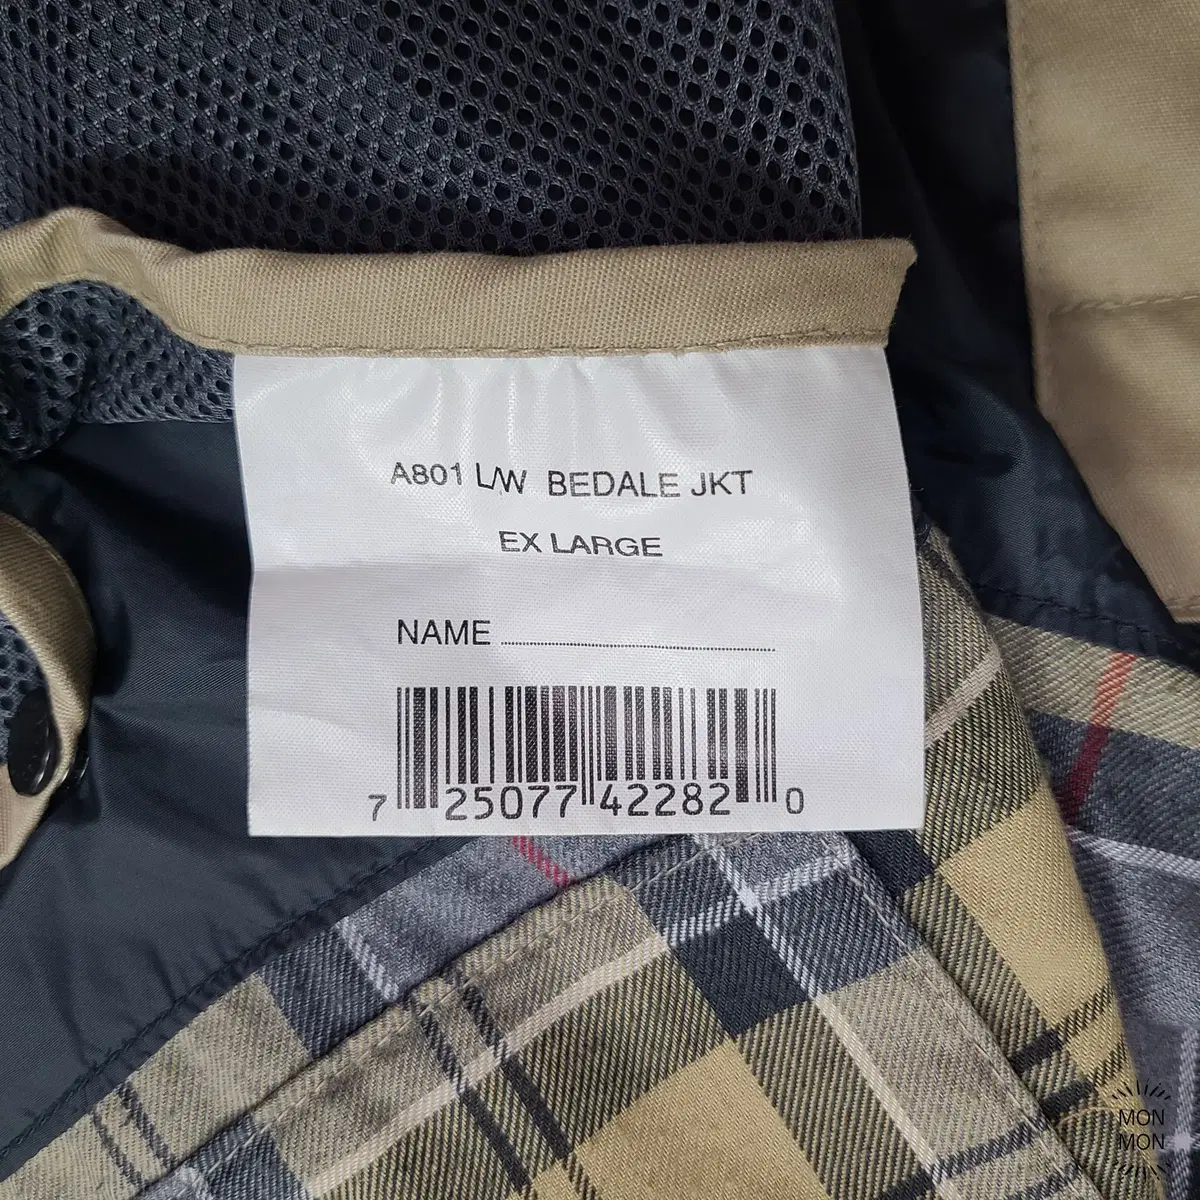 A801 L/W BEDALE JKT
EX LARGE
NAME
7 25077 42282 0
MON
MON